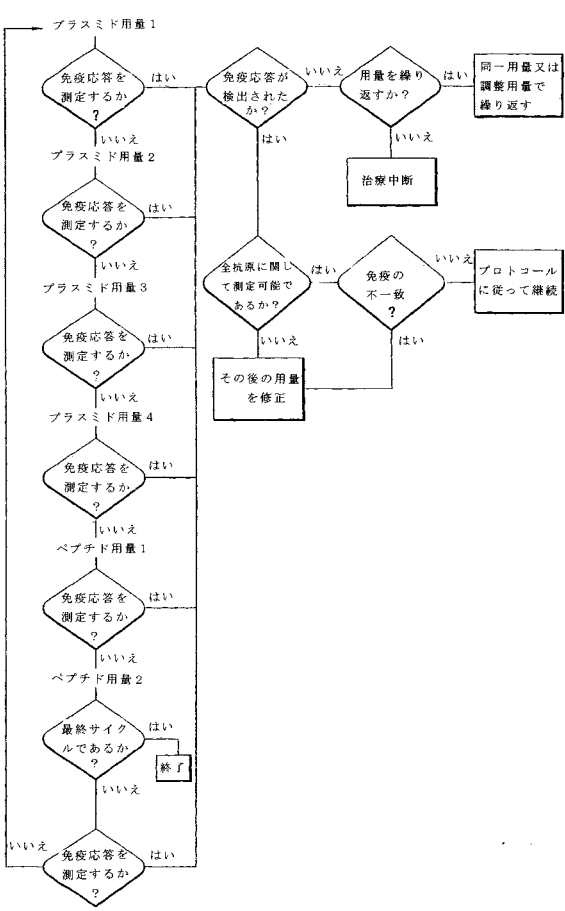 プラスミド用量1
免疫応答を
測定するか
?
はい
いいえ
プラスミド用量2
免疫応答を
測定するか
?
はい
いいえ
プラスミド用量3
免疫応答を
測定するか
?
はい
いいえ
プラスミド用量4
免疫応答を
測定するか
?
はい
いいえ
ペプチド用量1
免疫応答を
測定するか
?
はい
いいえ
ペプチド用量2
最終サイク
ルであるか
?
はい
終了
いいえ
いいえ
免疫応答を
測定するか
?
はい
免疫応答が
検出された
か?
いいえ
はい
用量を繰り
返すか?
はい
いいえ
同一用量又は
調整用量で
繰り返す
治療中断
全抗原に関し
て測定可能で
あるか?
はい
いいえ
免疫の
不一致
?
いいえ
はい
プロトコール
に従って継続
その後の用量
を修正